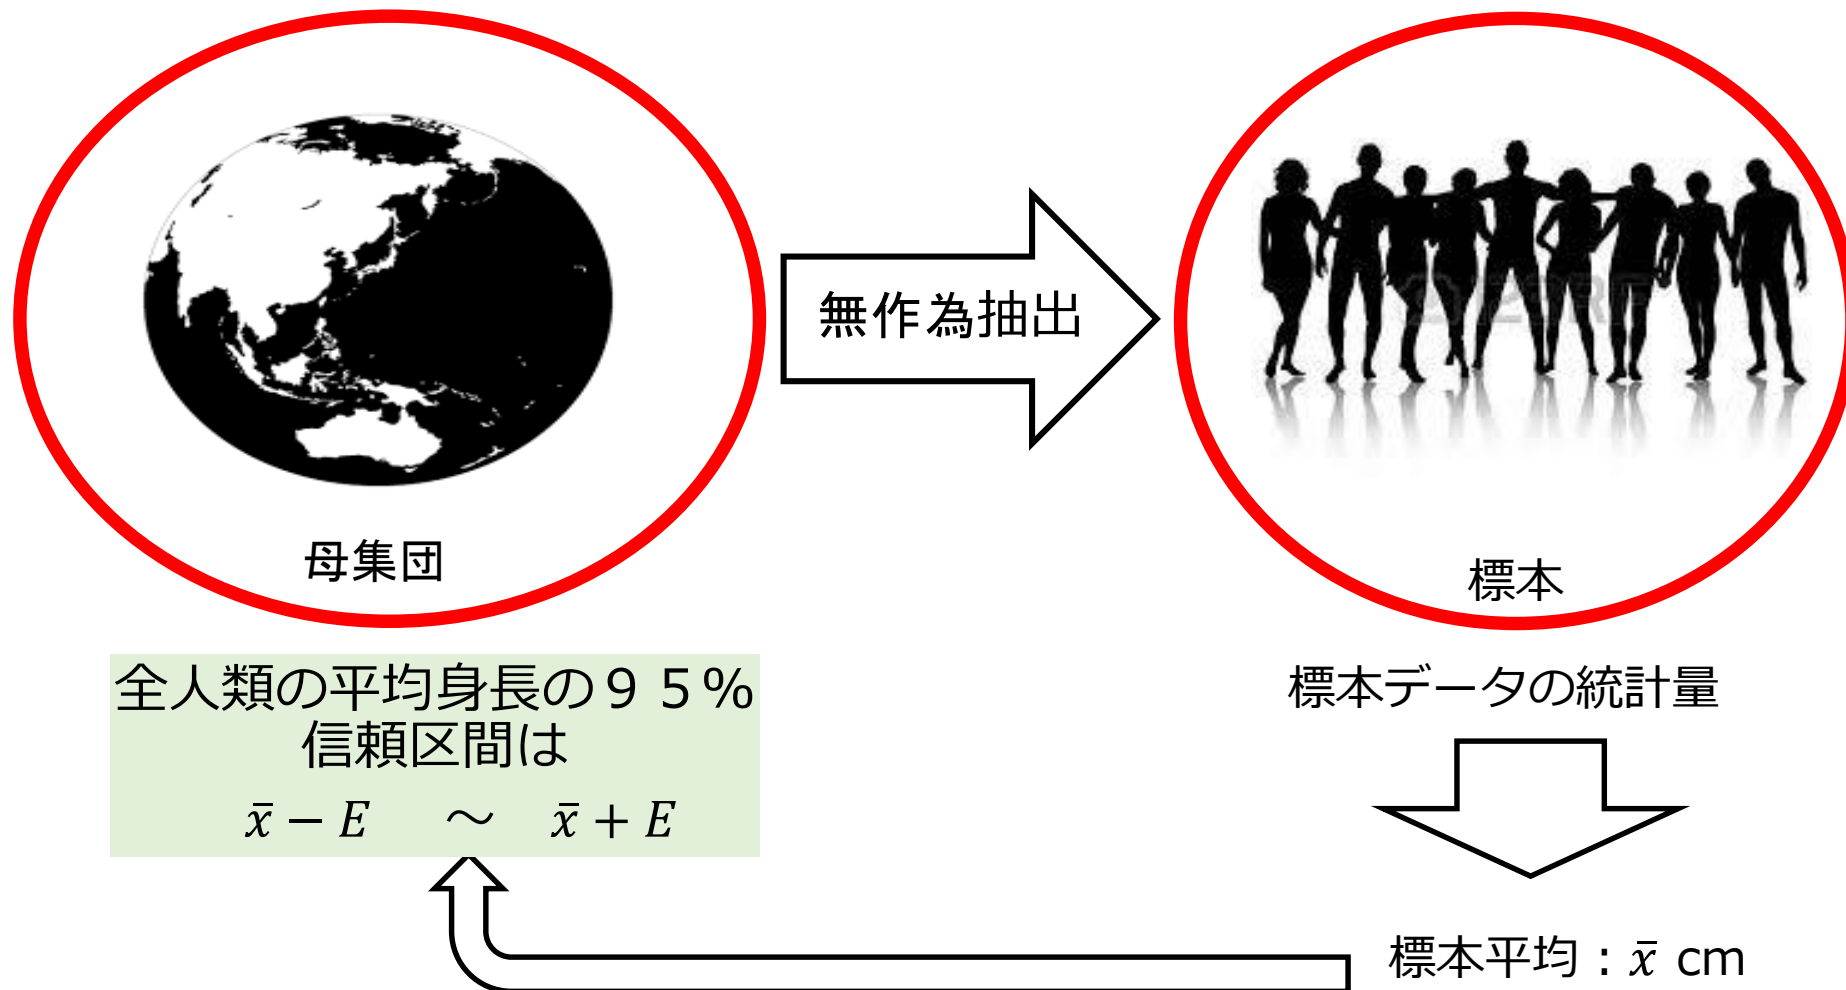 無作為抽出
母集団
標本
全人類の平均身長の９５%
信頼区間は
x̄ − E ～ x̄ + E
標本データの統計量
標本平均：x̄ cm